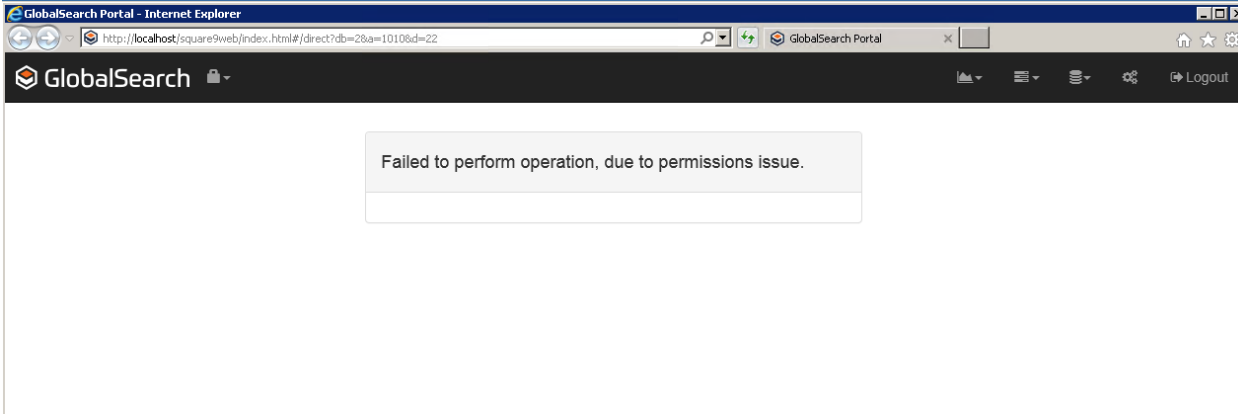 GlobalSearch Portal - Internet Explorer
http://localhost/square9web/index.html#/direct?db=2&a=1010&d=22
GlobalSearch Portal
GlobalSearch
Logout
Failed to perform operation, due to permissions issue.